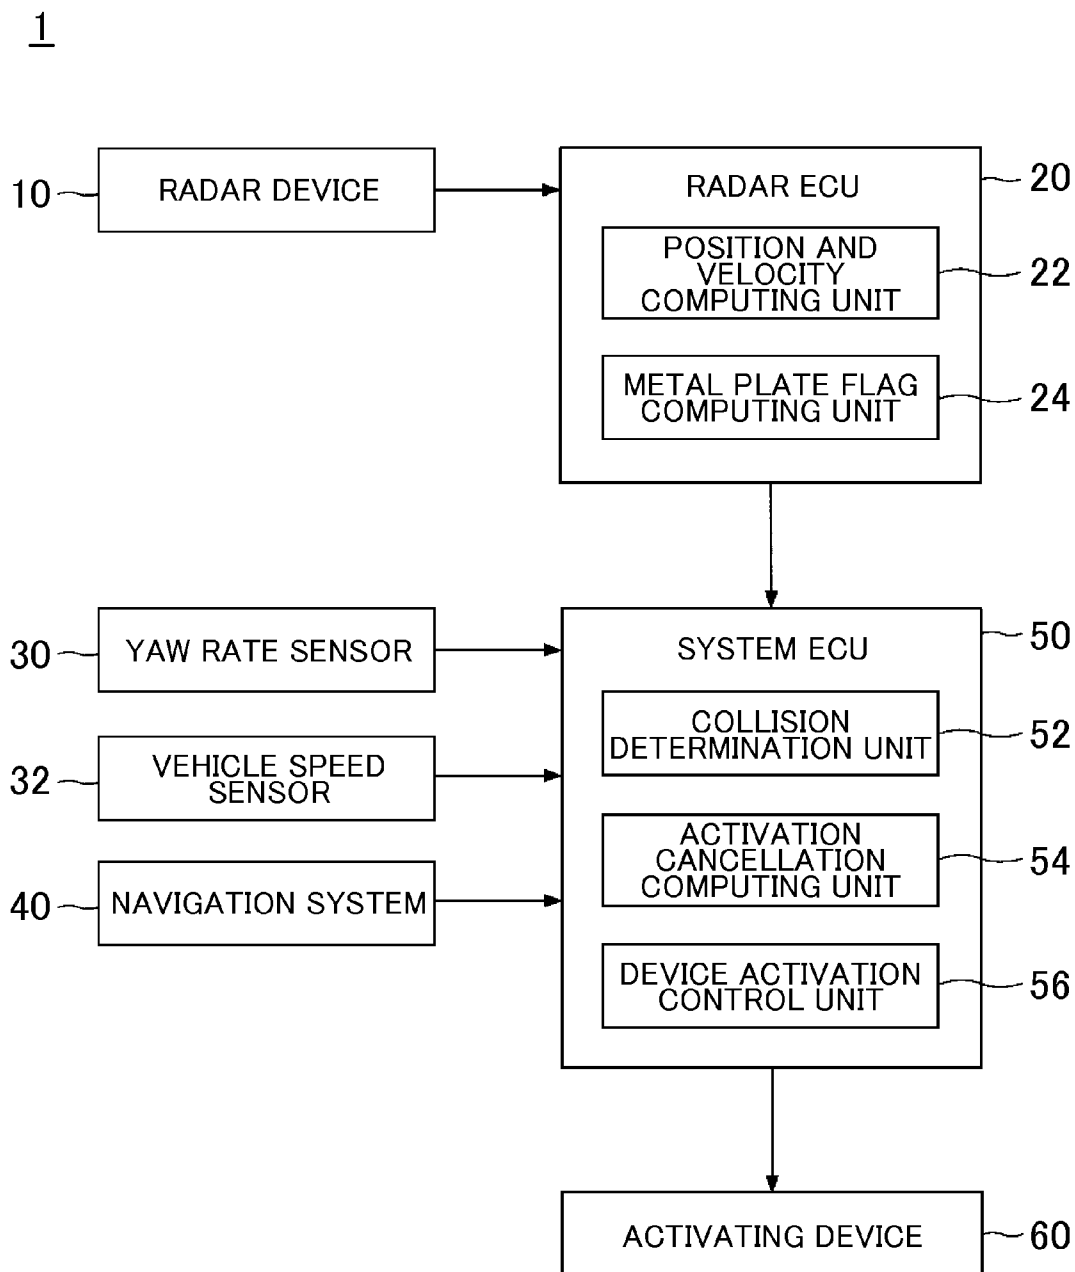 1
10
RADAR DEVICE
RADAR ECU
20
POSITION AND
VELOCITY
COMPUTING UNIT
22
METAL PLATE FLAG
COMPUTING UNIT
24
30
YAW RATE SENSOR
SYSTEM ECU
50
COLLISION
DETERMINATION UNIT
52
32
VEHICLE SPEED
SENSOR
ACTIVATION
CANCELLATION
COMPUTING UNIT
54
40
NAVIGATION SYSTEM
DEVICE ACTIVATION
CONTROL UNIT
56
ACTIVATING DEVICE
60